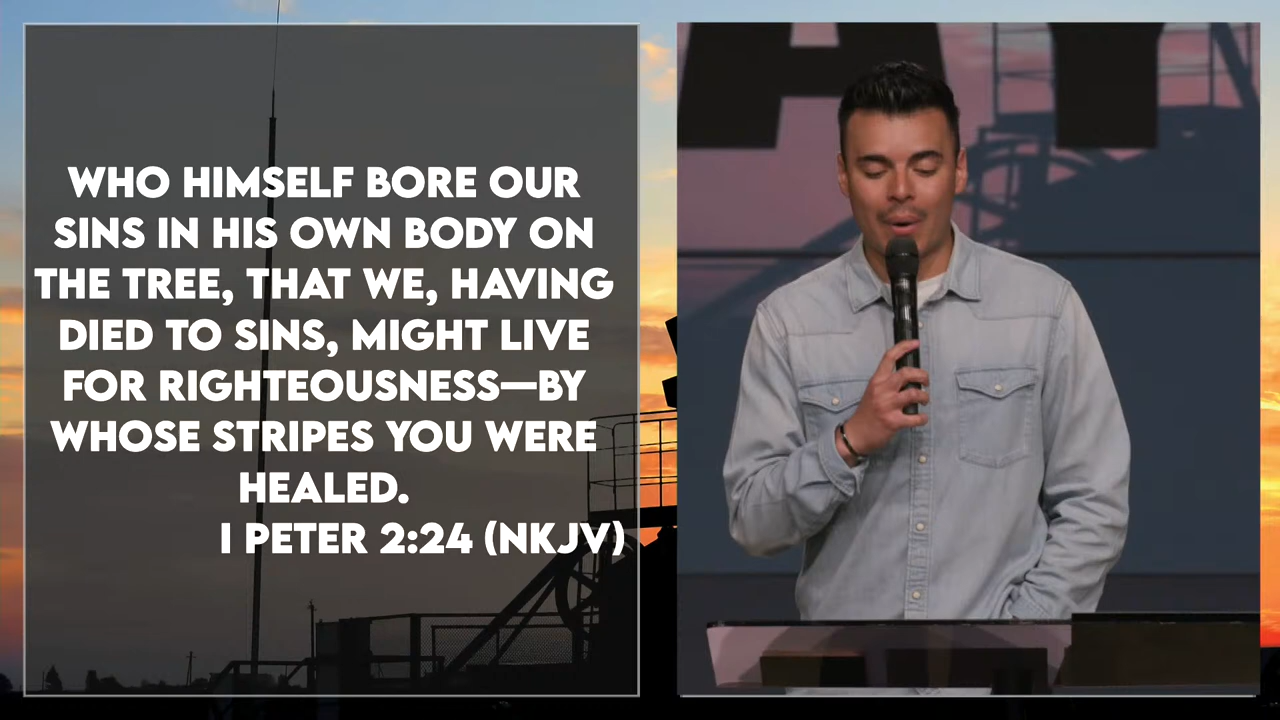 WHO HIMSELF BORE OUR
SINS IN HIS OWN BODY ON
THE TREE, THAT WE, HAVING
DIED TO SINS, MIGHT LIVE
FOR RIGHTEOUSNESS—BY
WHOSE STRIPES YOU WERE
HEALED.
I PETER 2:24 (NKJV)